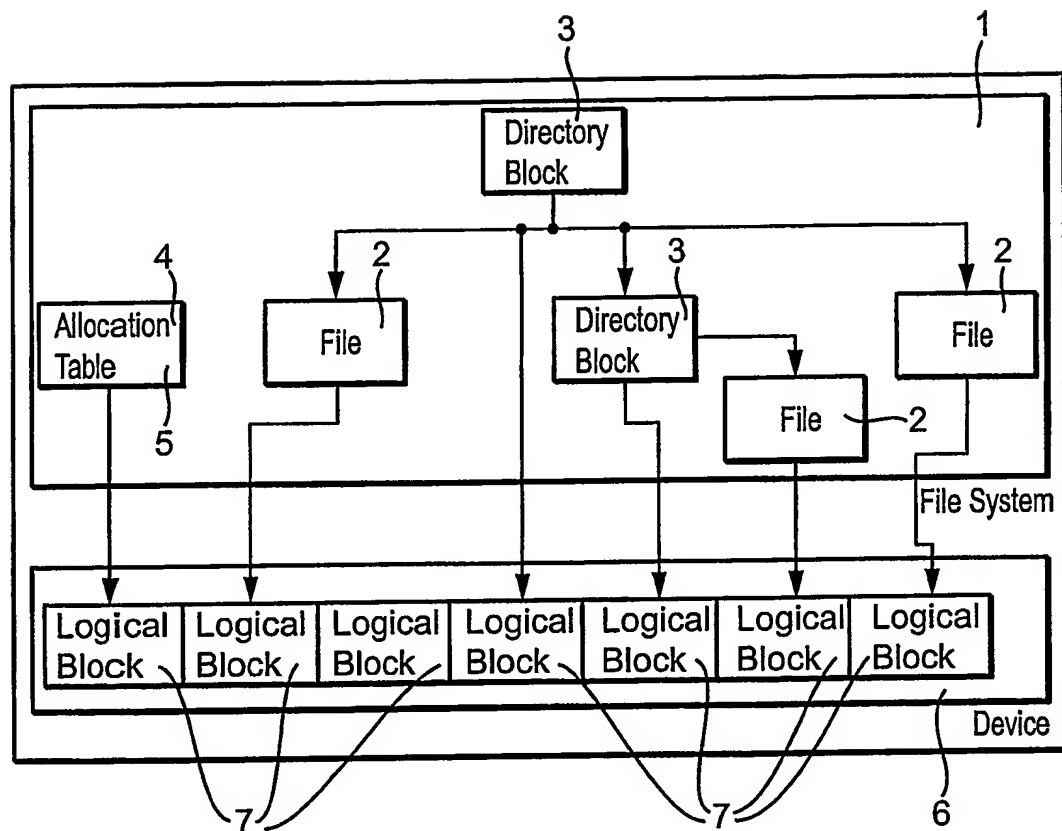 3
1
Directory
Block
4
2
3
2
Allocation
Table
File
Directory
Block
File
5
File
2
File System
Logical
Block
Logical
Block
Logical
Block
Logical
Block
Logical
Block
Logical
Block
Logical
Block
Device
7
7
6